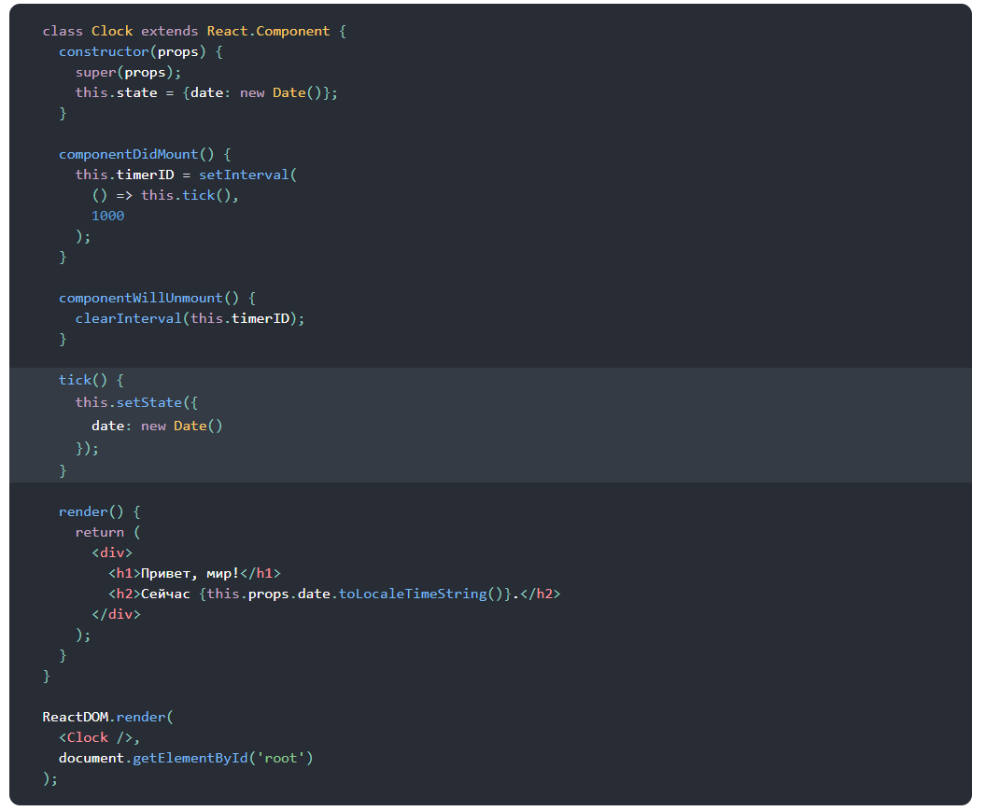 class Clock extends React.Component {
  constructor(props) {
    super(props);
    this.state = {date: new Date()};
  }

  componentDidMount() {
    this.timerID = setInterval(
      () => this.tick(),
      1000
    );
  }

  componentWillUnmount() {
    clearInterval(this.timerID);
  }

  tick() {
    this.setState({
      date: new Date()
    });
  }

  render() {
    return (
      <div>
        <h1>Привет, мир!</h1>
        <h2>Сейчас {this.props.date.toLocaleTimeString()}.</h2>
      </div>
    );
  }
}

ReactDOM.render(
  <Clock />,
  document.getElementById('root')
);